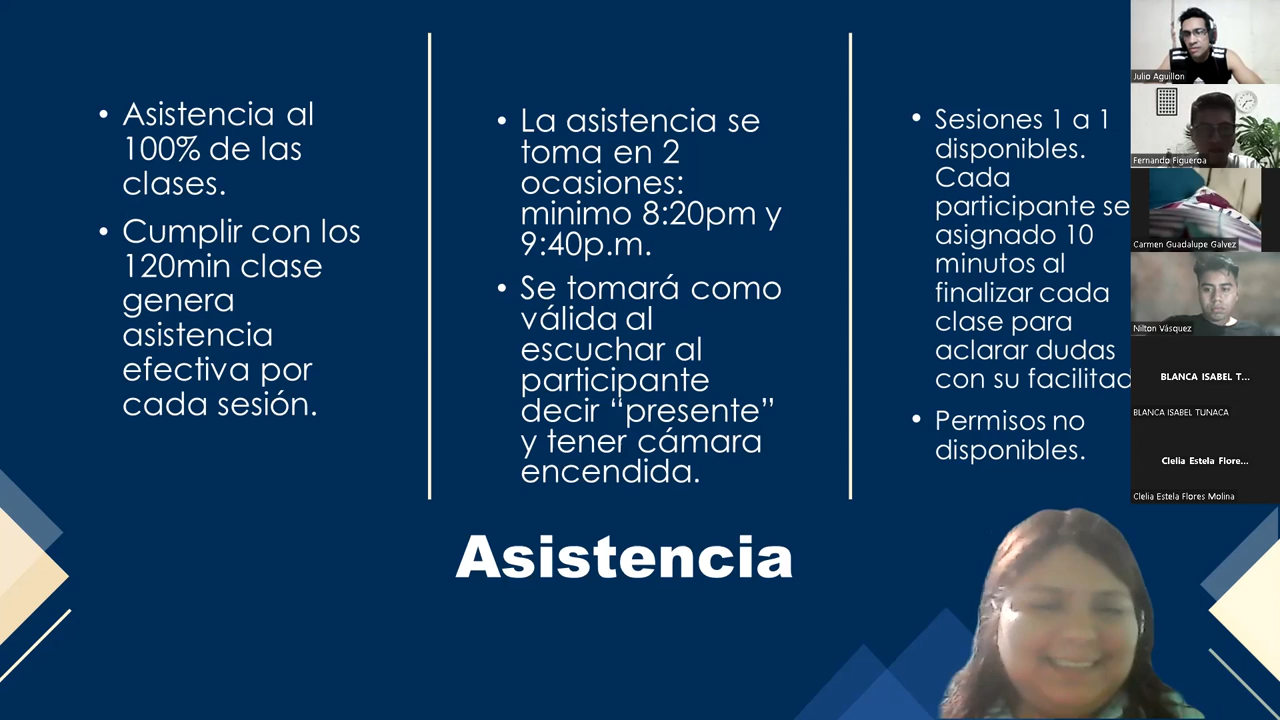 • Asistencia al
100% de las
clases.
• Cumplir con los
120min clase
genera
asistencia
efectiva por
cada sesión.
• La asistencia se
toma en 2
ocasiones:
minimo 8:20pm y
9:40p.m.
• Se tomará como
válida al
escuchar al
participante
decir “presente”
y tener cámara
encendida.
• Sesiones 1 a 1
disponibles.
Cada
participante se
asignado 10
minutos al
finalizar cada
clase para
aclarar dudas
con su facilitad
• Permisos no
disponibles.
Asistencia
Julio Aguillon
Fernando Figueroa
Carmen Guadalupe Galvez
Nilton Vásquez
BLANCA ISABEL T...
BLANCA ISABEL TUNACA
Clelia Estela Flore...
Clelia Estela Flores Molina